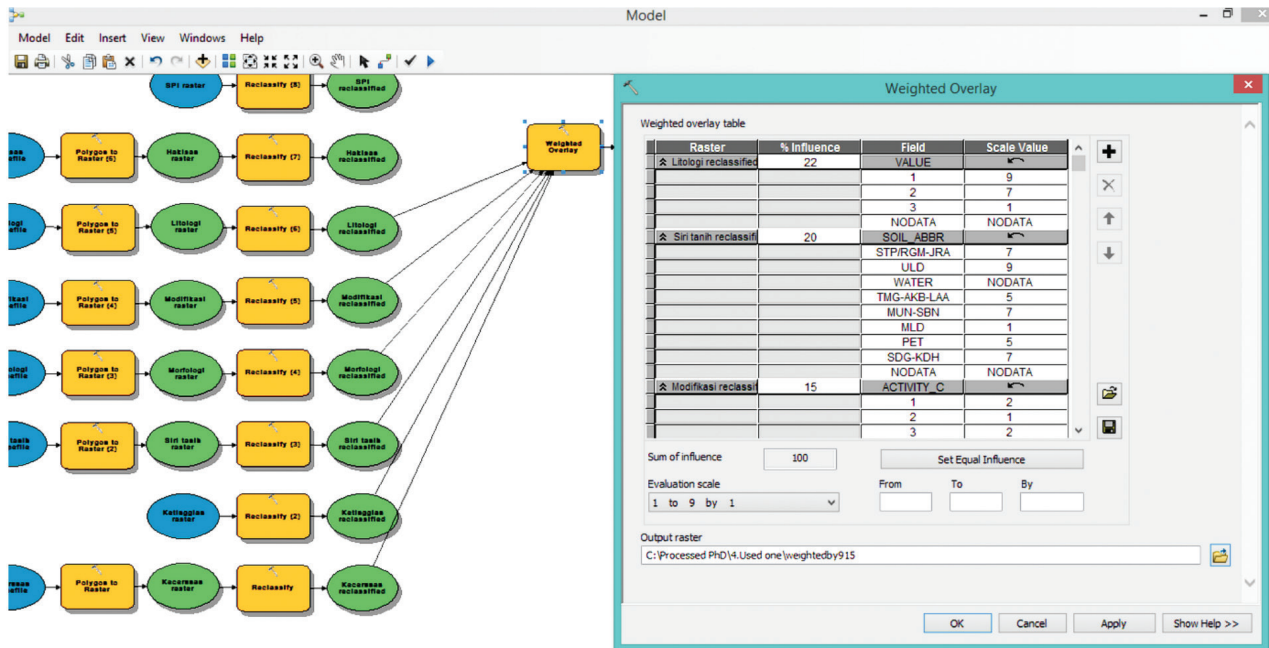 Model
Model Edit Insert View Windows Help
SPI raster
Reclassify (8)
SPI reclassified
Polygon to Raster (6)
Hakisan raster
Reclassify (7)
Hakisan reclassified
Weighted Overlay
Polygon to Raster (5)
Litologi raster
Reclassify (6)
Litologi reclassified
Polygon to Raster (4)
Modifikasi raster
Reclassify (5)
Modifikasi reclassified
Polygon to Raster (3)
Morfologi raster
Reclassify (4)
Morfologi reclassified
Polygon to Raster (2)
Siri tanih raster
Reclassify (3)
Siri tanih reclassified
Ketinggian raster
Reclassify (2)
Ketinggian reclassified
Polygon to Raster
Kecerunan raster
Reclassify
Kecerunan reclassified
Weighted Overlay
Weighted overlay table
Raster % Influence Field Scale Value
Litologi reclassified 22 VALUE
1 9
2 7
3 1
NODATA NODATA
Siri tanih reclassifi 20 SOIL_ABBR
STP/RGM-JRA 7
ULD 9
WATER NODATA
TMG-AKB-LAA 5
MUN-SBN 7
MLD 1
PET 5
SDG-KDH 7
NODATA NODATA
Modifikasi reclassif 15 ACTIVITY_C
1 2
2 1
3 2
Sum of influence 100 Set Equal Influence
Evaluation scale From To By
1 to 9 by 1
Output raster
C:\Processed PhD\4.Used one\weightedby915
OK Cancel Apply Show Help >>